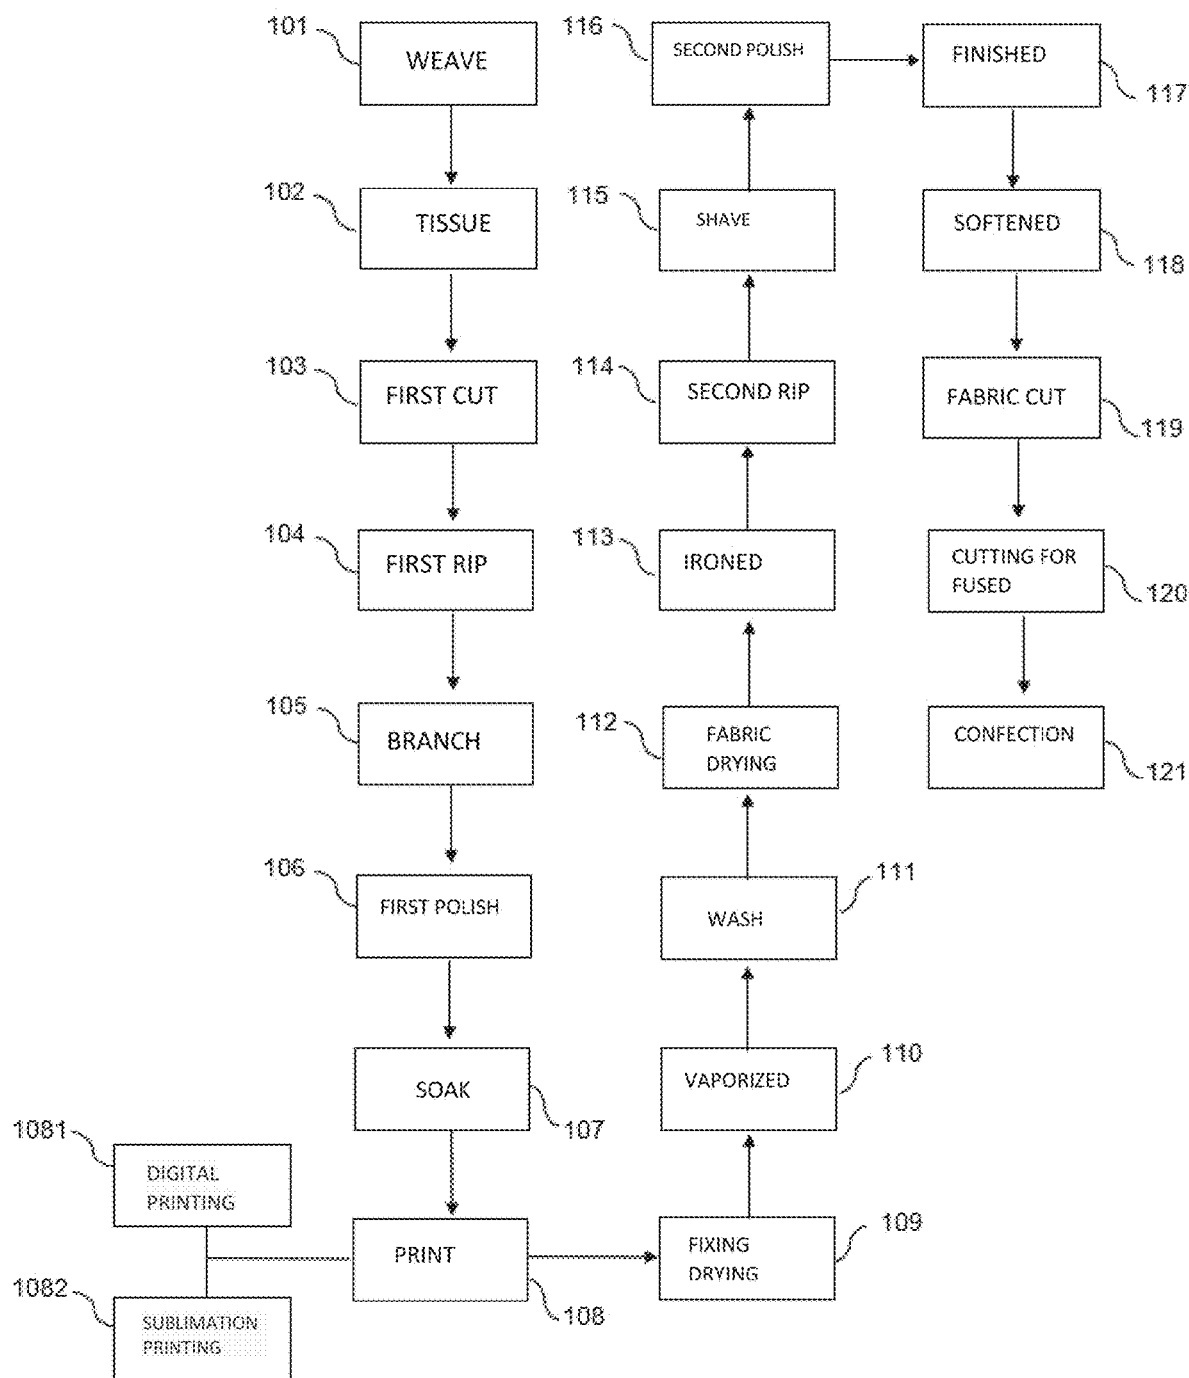 101
WEAVE
102
TISSUE
103
FIRST CUT
104
FIRST RIP
105
BRANCH
106
FIRST POLISH
SOAK
107
1081
DIGITAL
PRINTING
1082
SUBLIMATION
PRINTING
PRINT
108
FIXING
DRYING
109
VAPORIZED
110
WASH
111
112
FABRIC
DRYING
113
IRONED
114
SECOND RIP
115
SHAVE
116
SECOND POLISH
FINISHED
117
SOFTENED
118
FABRIC CUT
119
CUTTING FOR
FUSED
120
CONFECTION
121